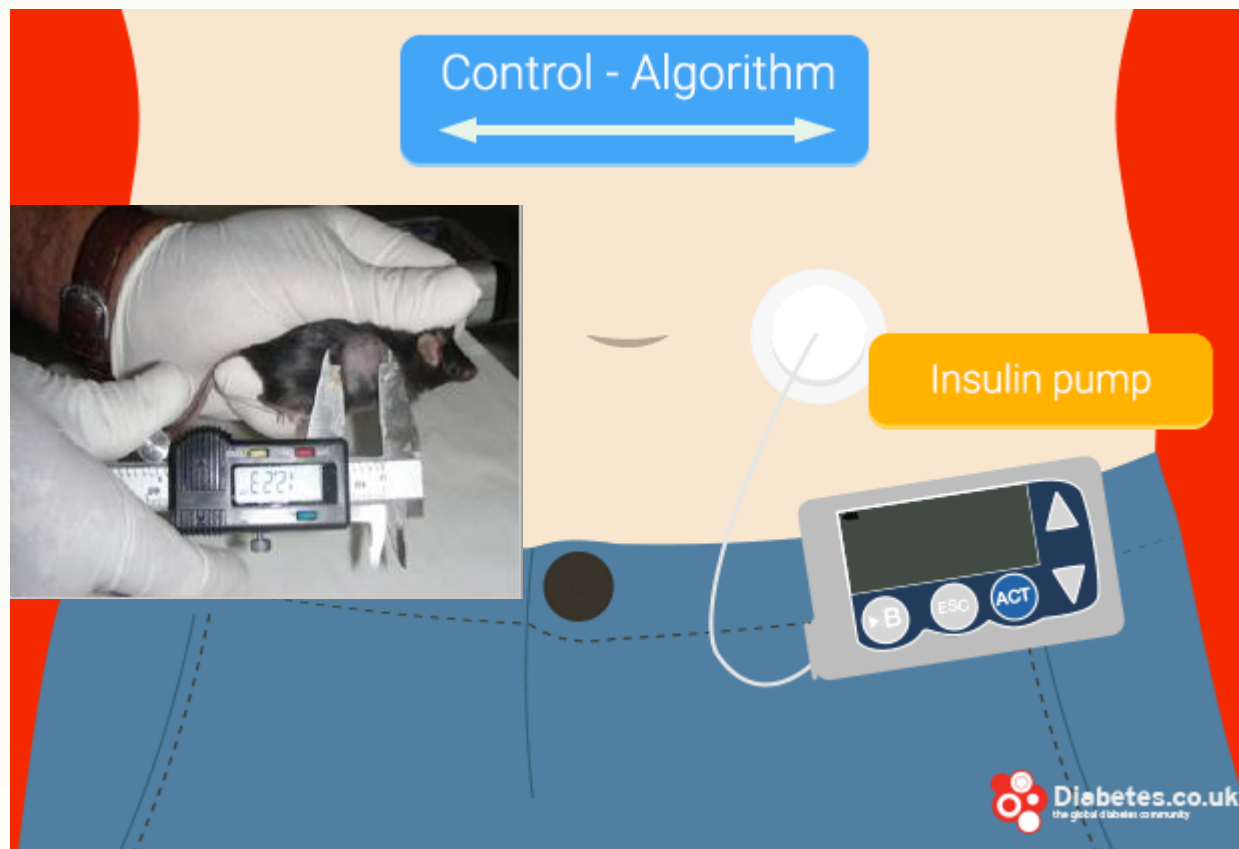 Control - Algorithm
Insulin pump
B
ESC
ACT
Diabetes.co.uk
the global diabetes community